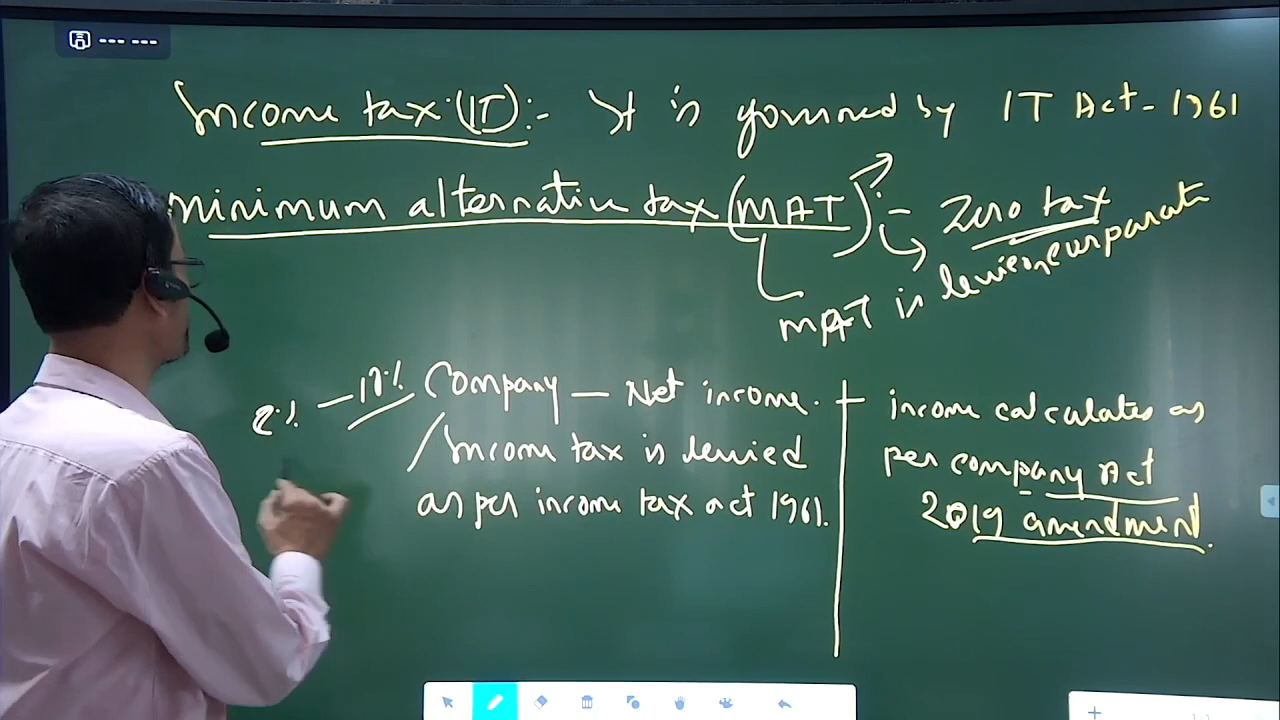 Income tax (IT) :- It is governed by IT Act - 1961
minimum alternative tax (MAT) :- Zero tax
MAT is levied on corporate
2% - 17% Company - Net income.
/ Income tax is levied
as per income tax act 1961.
income calculates as
per company Act
2019 amendment.